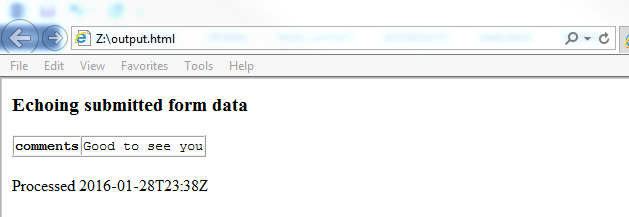 Z:\output.html
File Edit View Favorites Tools Help
Echoing submitted form data
comments Good to see you
Processed 2016-01-28T23:38Z